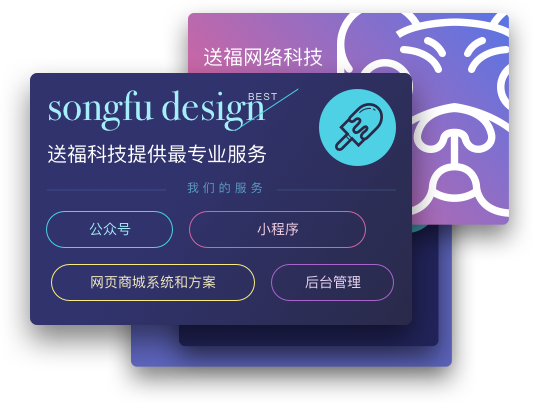 送福网络科技
songfu design
BEST
送福科技提供最专业服务
我们的服务
公众号
小程序
网页商城系统和方案
后台管理